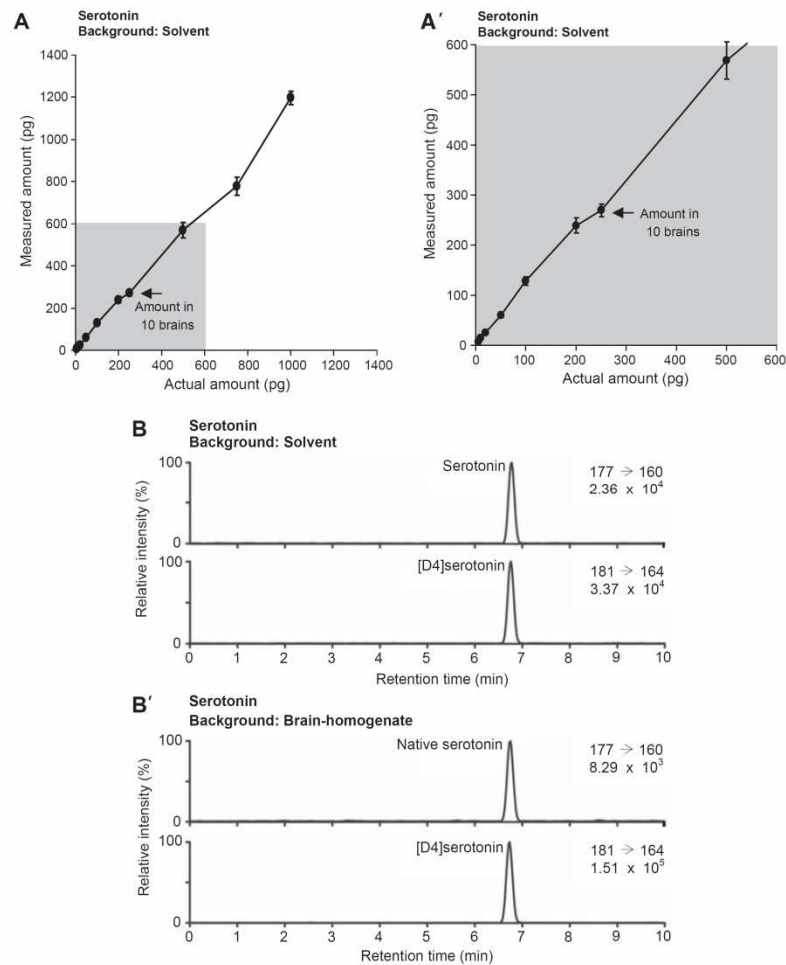 A
Serotonin
Background: Solvent
Measured amount (pg)
1400
1200
1000
800
600
400
200
0
Amount in
10 brains
0 200 400 600 800 1000 1200 1400
Actual amount (pg)
A′
Serotonin
Background: Solvent
Measured amount (pg)
600
500
400
300
200
100
0
Amount in
10 brains
0 100 200 300 400 500 600
Actual amount (pg)
B
Serotonin
Background: Solvent
Relative intensity (%)
100
0
Serotonin
177 → 160
2.36 x 10⁴
100
0
[D4]serotonin
181 → 164
3.37 x 10⁴
0 1 2 3 4 5 6 7 8 9 10
Retention time (min)
B′
Serotonin
Background: Brain-homogenate
Relative intensity (%)
100
0
Native serotonin
177 → 160
8.29 x 10³
100
0
[D4]serotonin
181 → 164
1.51 x 10⁵
0 1 2 3 4 5 6 7 8 9 10
Retention time (min)